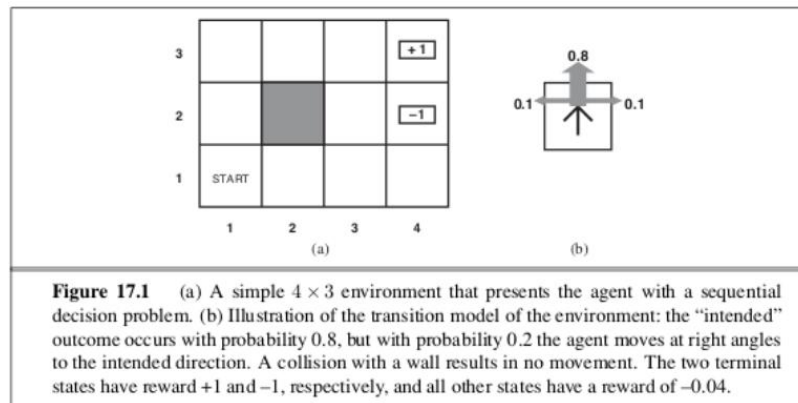 3
+1
0.8
2
−1
0.1
0.1
1
START
1 2 3 4
(a)
(b)
Figure 17.1 (a) A simple 4 × 3 environment that presents the agent with a sequential
decision problem. (b) Illustration of the transition model of the environment: the “intended”
outcome occurs with probability 0.8, but with probability 0.2 the agent moves at right angles
to the intended direction. A collision with a wall results in no movement. The two terminal
states have reward +1 and –1, respectively, and all other states have a reward of –0.04.